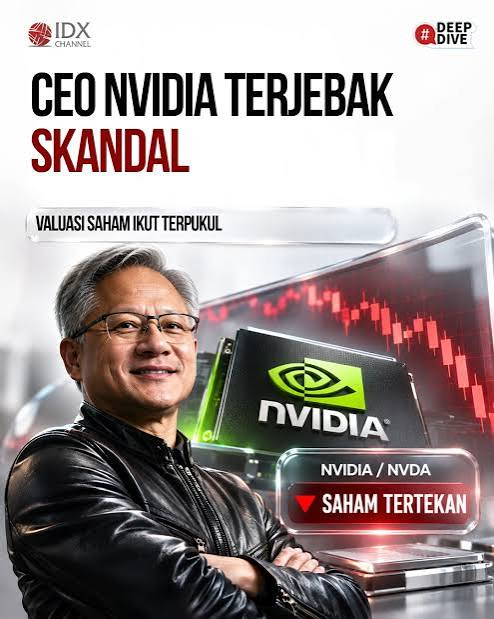 IDX
CHANNEL
# DEEP
DIVE
CEO NVIDIA TERJEBAK
SKANDAL
VALUASI SAHAM IKUT TERPUKUL
nVIDIA
NVIDIA / NVDA
SAHAM TERTEKAN